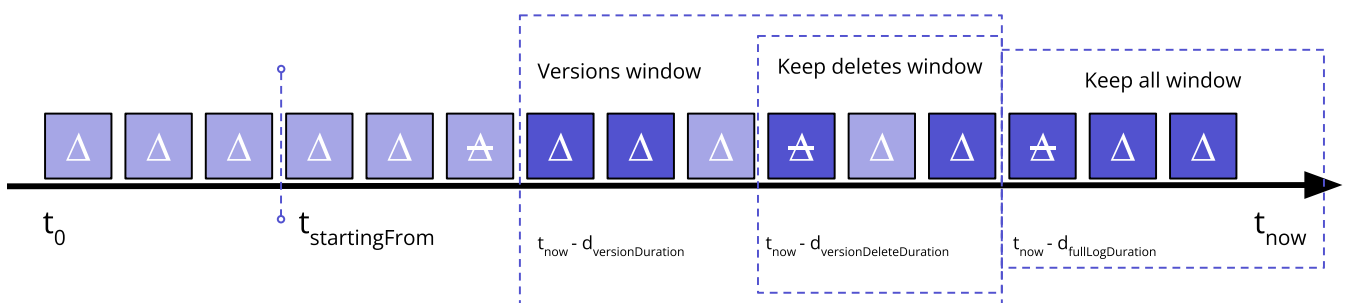 Versions window
Keep deletes window
Keep all window
Δ Δ Δ Δ Δ Δ Δ Δ Δ Δ Δ Δ Δ Δ Δ
t0
tstartingFrom
tnow - dversionDuration
tnow - dversionDeleteDuration
tnow - dfullLogDuration
tnow